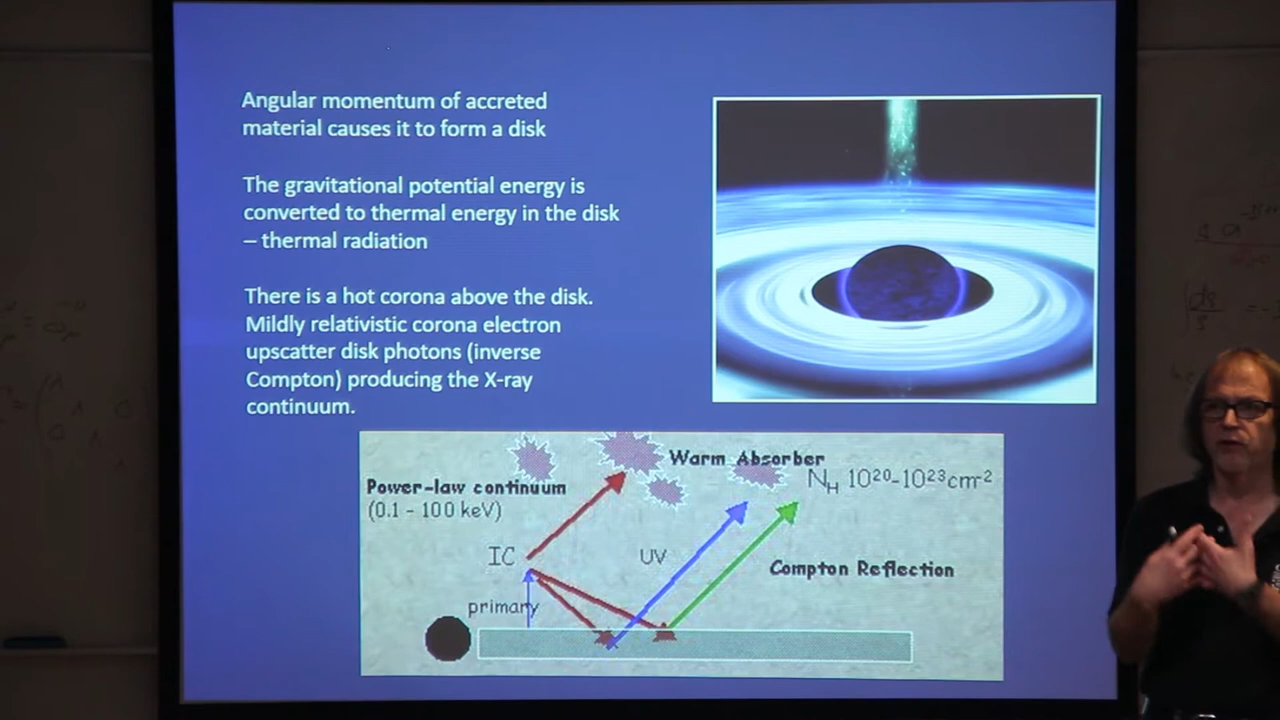 Angular momentum of accreted
material causes it to form a disk
The gravitational potential energy is
converted to thermal energy in the disk
– thermal radiation
There is a hot corona above the disk.
Mildly relativistic corona electron
upscatter disk photons (inverse
Compton) producing the X-ray
continuum.
Warm Absorber
N_H 10²⁰-10²³cm⁻²
Power-law continuum
(0.1 - 100 keV)
IC
UV
Compton Reflection
primary